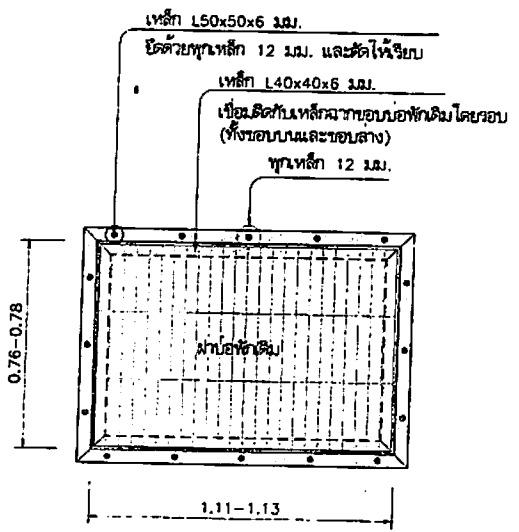 เหล็ก L50x50x6 มม.
ยึดด้วยพุกเหล็ก 12 มม. และตัดให้เรียบ
เหล็ก L40x40x6 มม.
เชื่อมติดกับเหล็กฉากขอบบ่อพักเดิมโดยรอบ
(ทั้งขอบบนและขอบล่าง)
พุกเหล็ก 12 มม.
0.76-0.78
ฝาบ่อพักเดิม
1.11-1.13